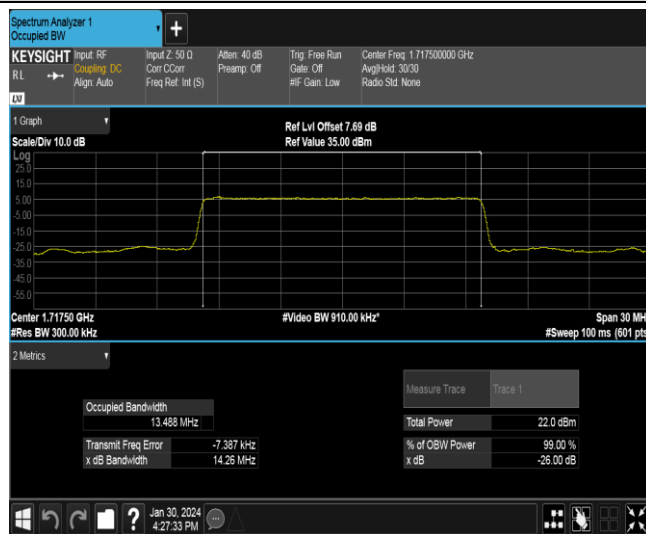 Spectrum Analyzer 1
Occupied BW
+
KEYSIGHT
RL
LXI
Input: RF
Coupling: DC
Align: Auto
Input Z: 50 Ω
Corr CCorr
Freq Ref: Int (S)
Atten: 40 dB
Preamp: Off
Trig: Free Run
Gate: Off
#IF Gain: Low
Center Freq: 1.717500000 GHz
Avg|Hold: 30/30
Radio Std: None
1 Graph
Scale/Div 10.0 dB
Ref Lvl Offset 7.69 dB
Ref Value 35.00 dBm
Log
25.0
15.0
5.00
-5.00
-15.0
-25.0
-35.0
-45.0
-55.0
Center 1.71750 GHz
#Res BW 300.00 kHz
#Video BW 910.00 kHz*
Span 30 MH
#Sweep 100 ms (601 pts
2 Metrics
Measure Trace Trace 1
Occupied Bandwidth
13.488 MHz
Total Power 22.0 dBm
Transmit Freq Error -7.387 kHz
x dB Bandwidth 14.26 MHz
% of OBW Power 99.00 %
x dB -26.00 dB
?
Jan 30, 2024
4:27:33 PM